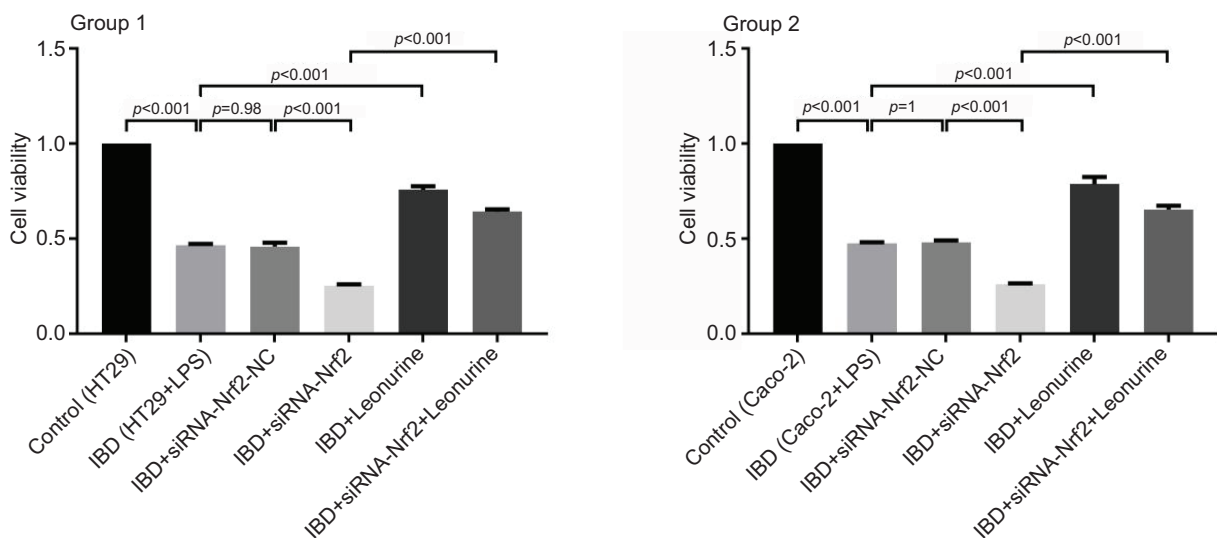 Group 1
1.5
1.0
0.5
0.0
Cell viability
p<0.001
p<0.001
p<0.001
p=0.98
p<0.001
Control (HT29)
IBD (HT29+LPS)
IBD+siRNA-Nrf2-NC
IBD+siRNA-Nrf2
IBD+Leonurine
IBD+siRNA-Nrf2+Leonurine
Group 2
1.5
1.0
0.5
0.0
Cell viability
p<0.001
p<0.001
p<0.001
p=1
p<0.001
Control (Caco-2)
IBD (Caco-2+LPS)
IBD+siRNA-Nrf2-NC
IBD+siRNA-Nrf2
IBD+Leonurine
IBD+siRNA-Nrf2+Leonurine